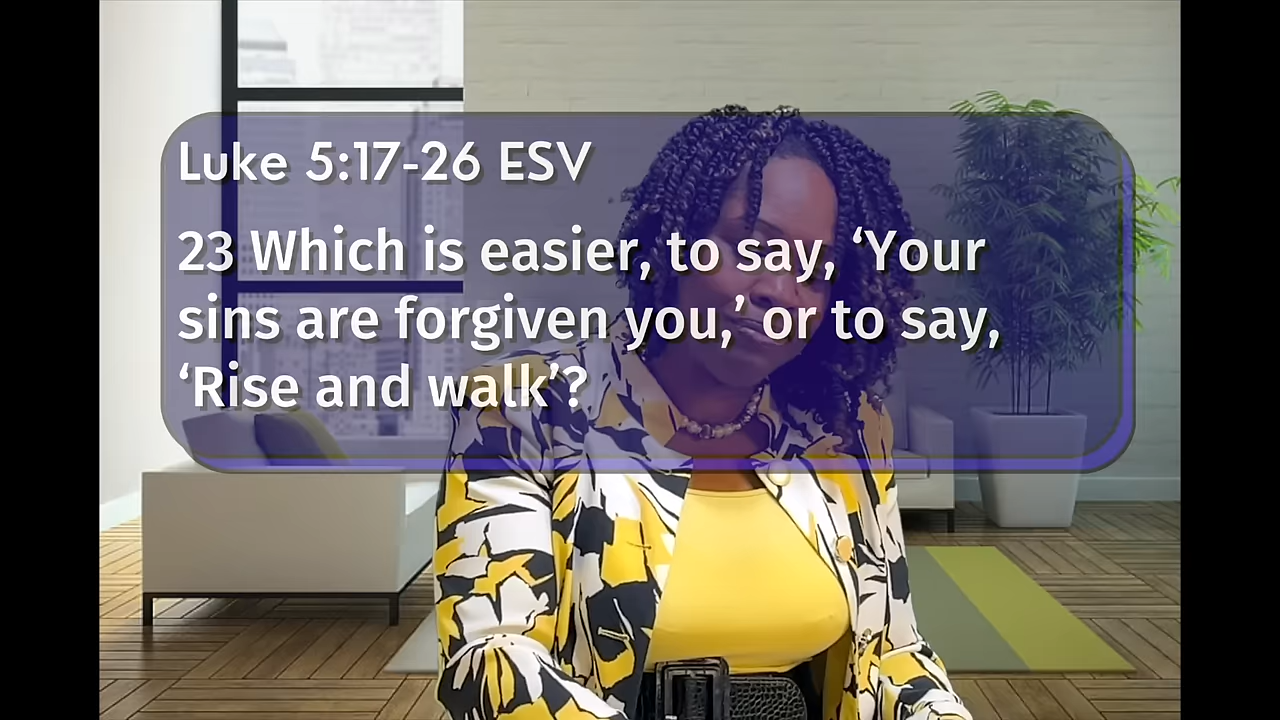 Luke 5:17-26 ESV
23 Which is easier, to say, ‘Your
sins are forgiven you,’ or to say,
‘Rise and walk’?